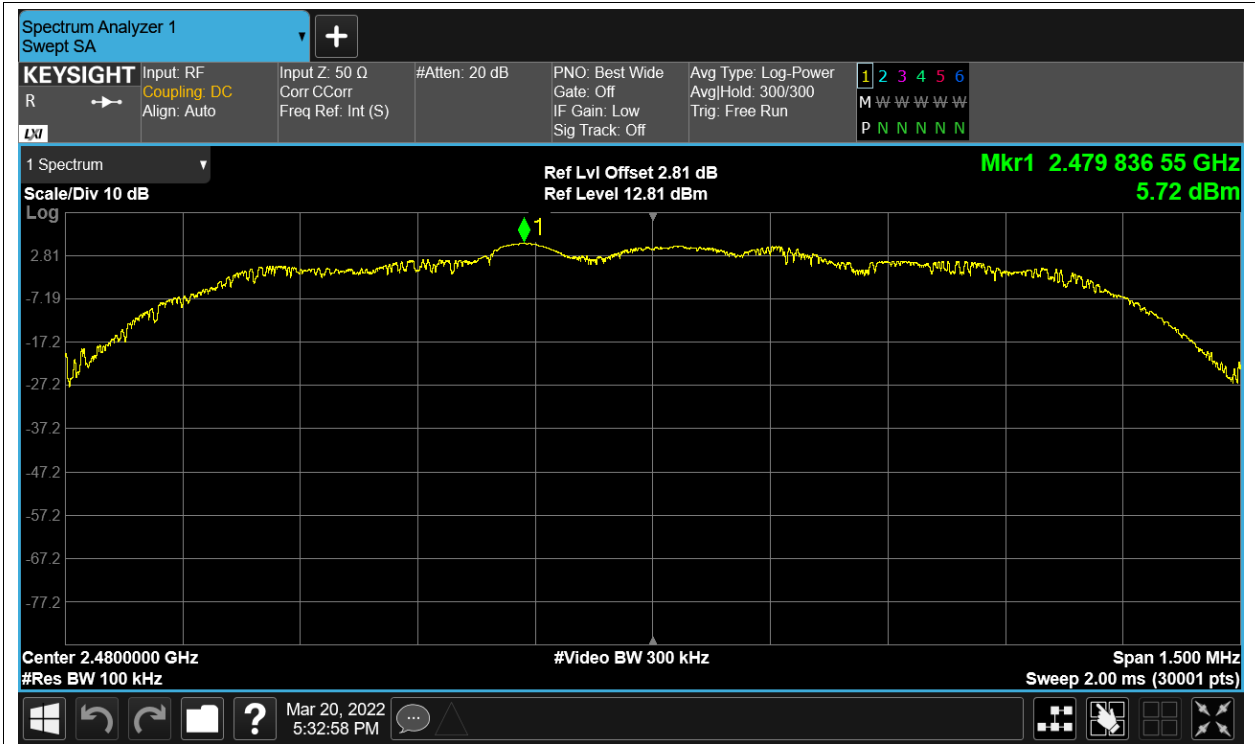 Spectrum Analyzer 1
Swept SA
KEYSIGHT
R
LXI
Input: RF
Coupling: DC
Align: Auto
Input Z: 50 Ω
Corr CCorr
Freq Ref: Int (S)
#Atten: 20 dB
PNO: Best Wide
Gate: Off
IF Gain: Low
Sig Track: Off
Avg Type: Log-Power
Avg|Hold: 300/300
Trig: Free Run
1 2 3 4 5 6
M W W W W W W
P N N N N N N
1 Spectrum
Scale/Div 10 dB
Log
Ref Lvl Offset 2.81 dB
Ref Level 12.81 dBm
Mkr1 2.479 836 55 GHz
5.72 dBm
1
2.81
-7.19
-17.2
-27.2
-37.2
-47.2
-57.2
-67.2
-77.2
Center 2.4800000 GHz
#Res BW 100 kHz
#Video BW 300 kHz
Span 1.500 MHz
Sweep 2.00 ms (30001 pts)
?
Mar 20, 2022
5:32:58 PM